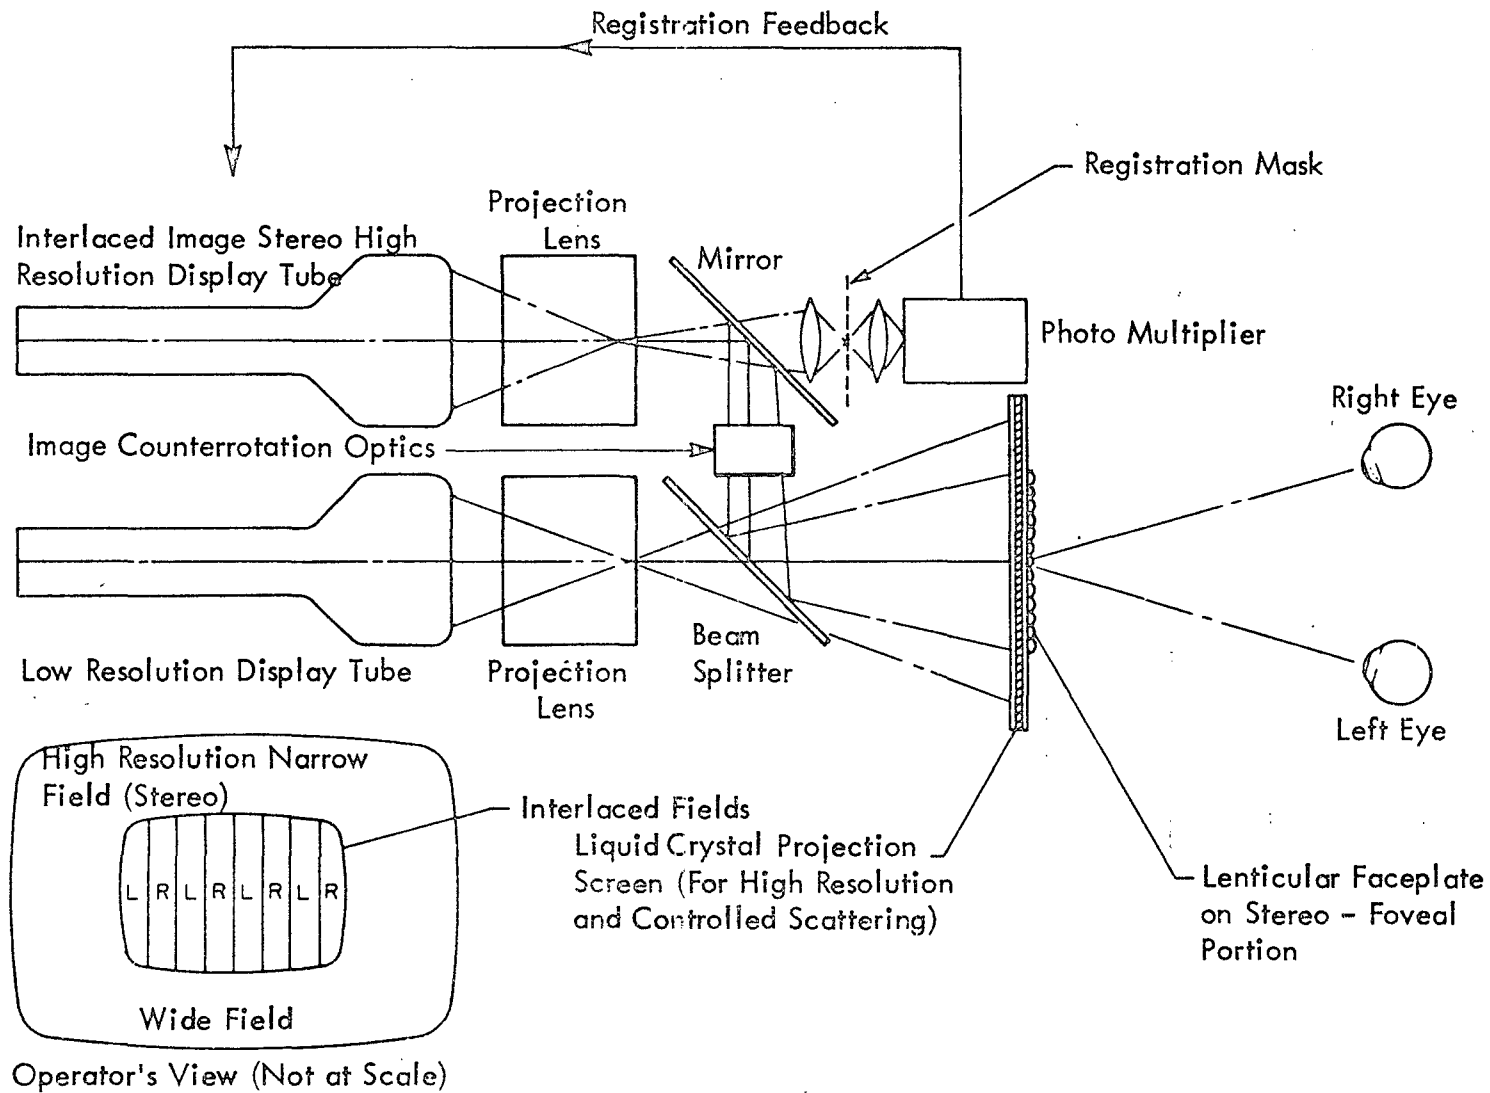 Registration Feedback
Registration Mask
Projection
Lens
Interlaced Image Stereo High
Resolution Display Tube
Mirror
Photo Multiplier
Right Eye
Image Counterrotation Optics
Beam
Splitter
Low Resolution Display Tube
Projection
Lens
Left Eye
High Resolution Narrow
Field (Stereo)
Interlaced Fields
Liquid Crystal Projection
Screen (For High Resolution
and Controlled Scattering)
L R L R L R L R
Lenticular Faceplate
on Stereo - Foveal
Portion
Wide Field
Operator's View (Not at Scale)